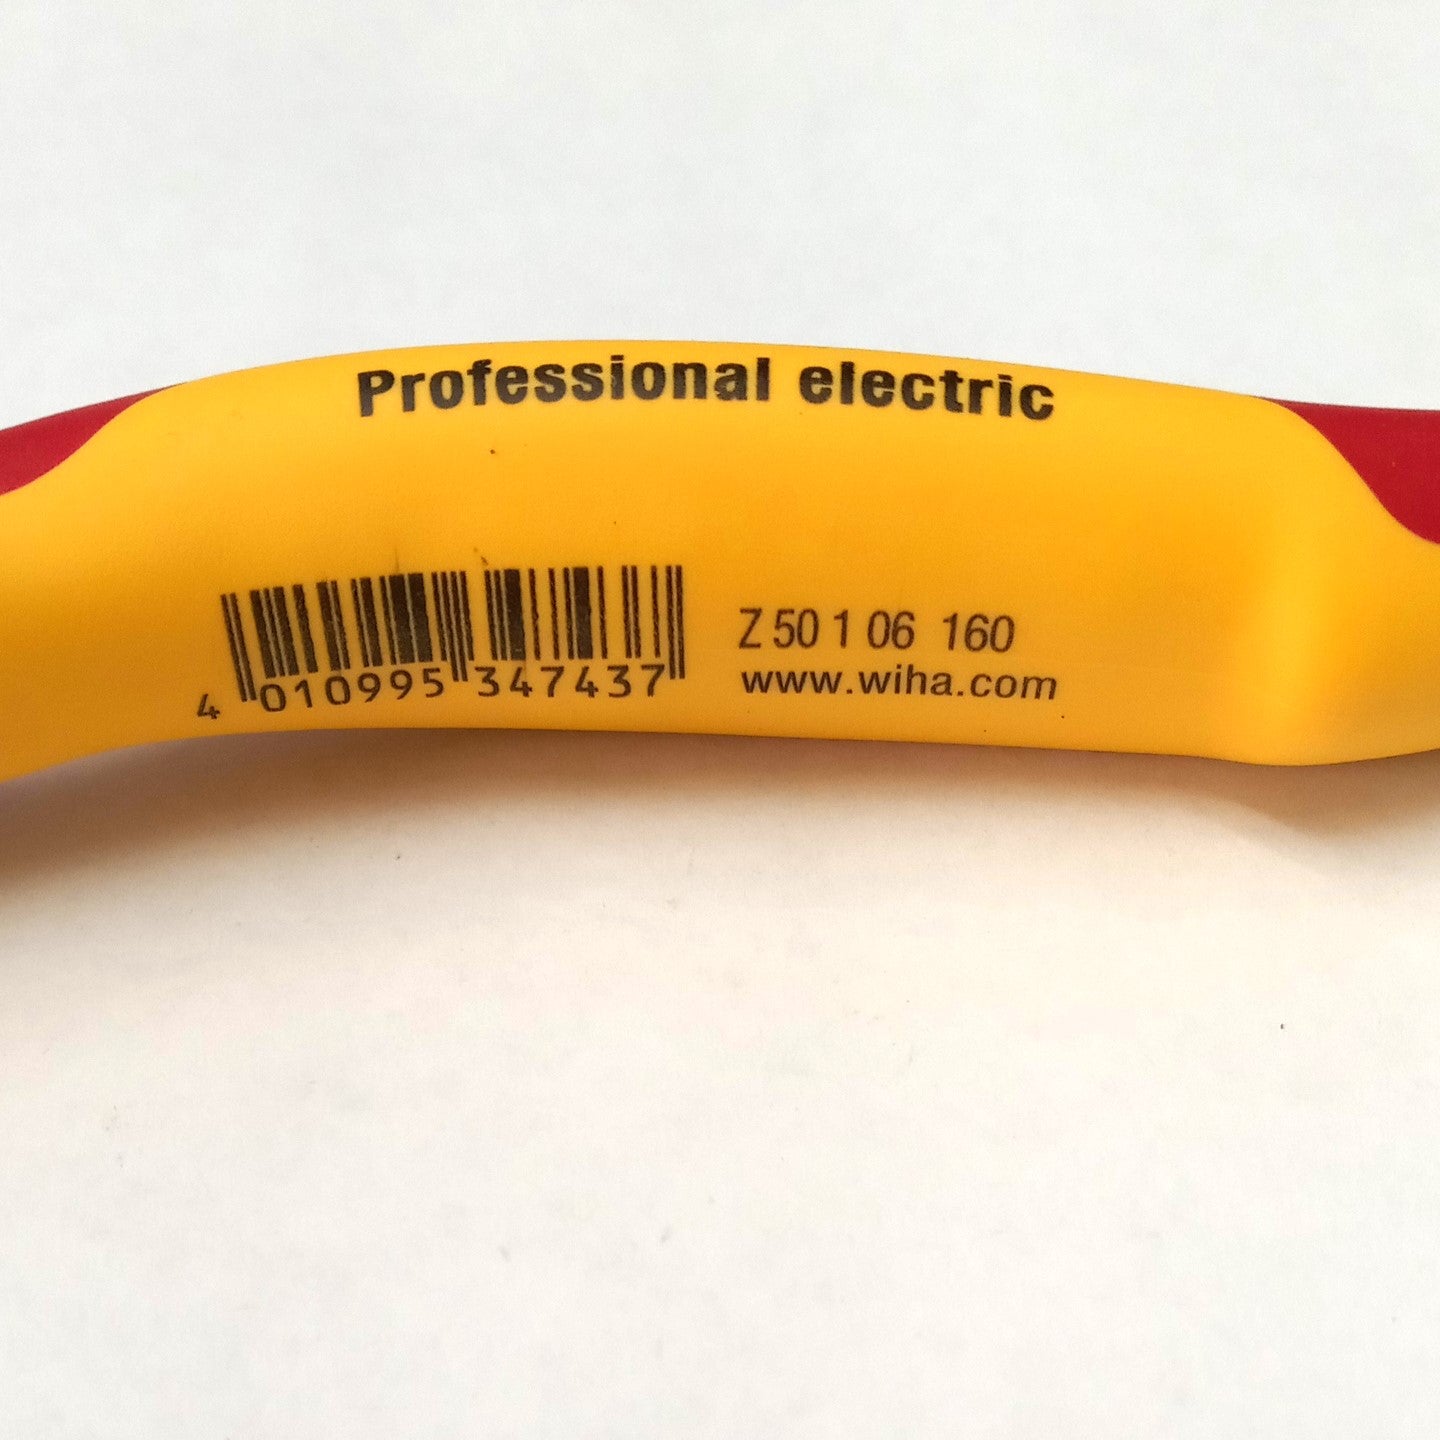 Professional electric
4 010995 347437
Z 50 1 06 160
www.wiha.com